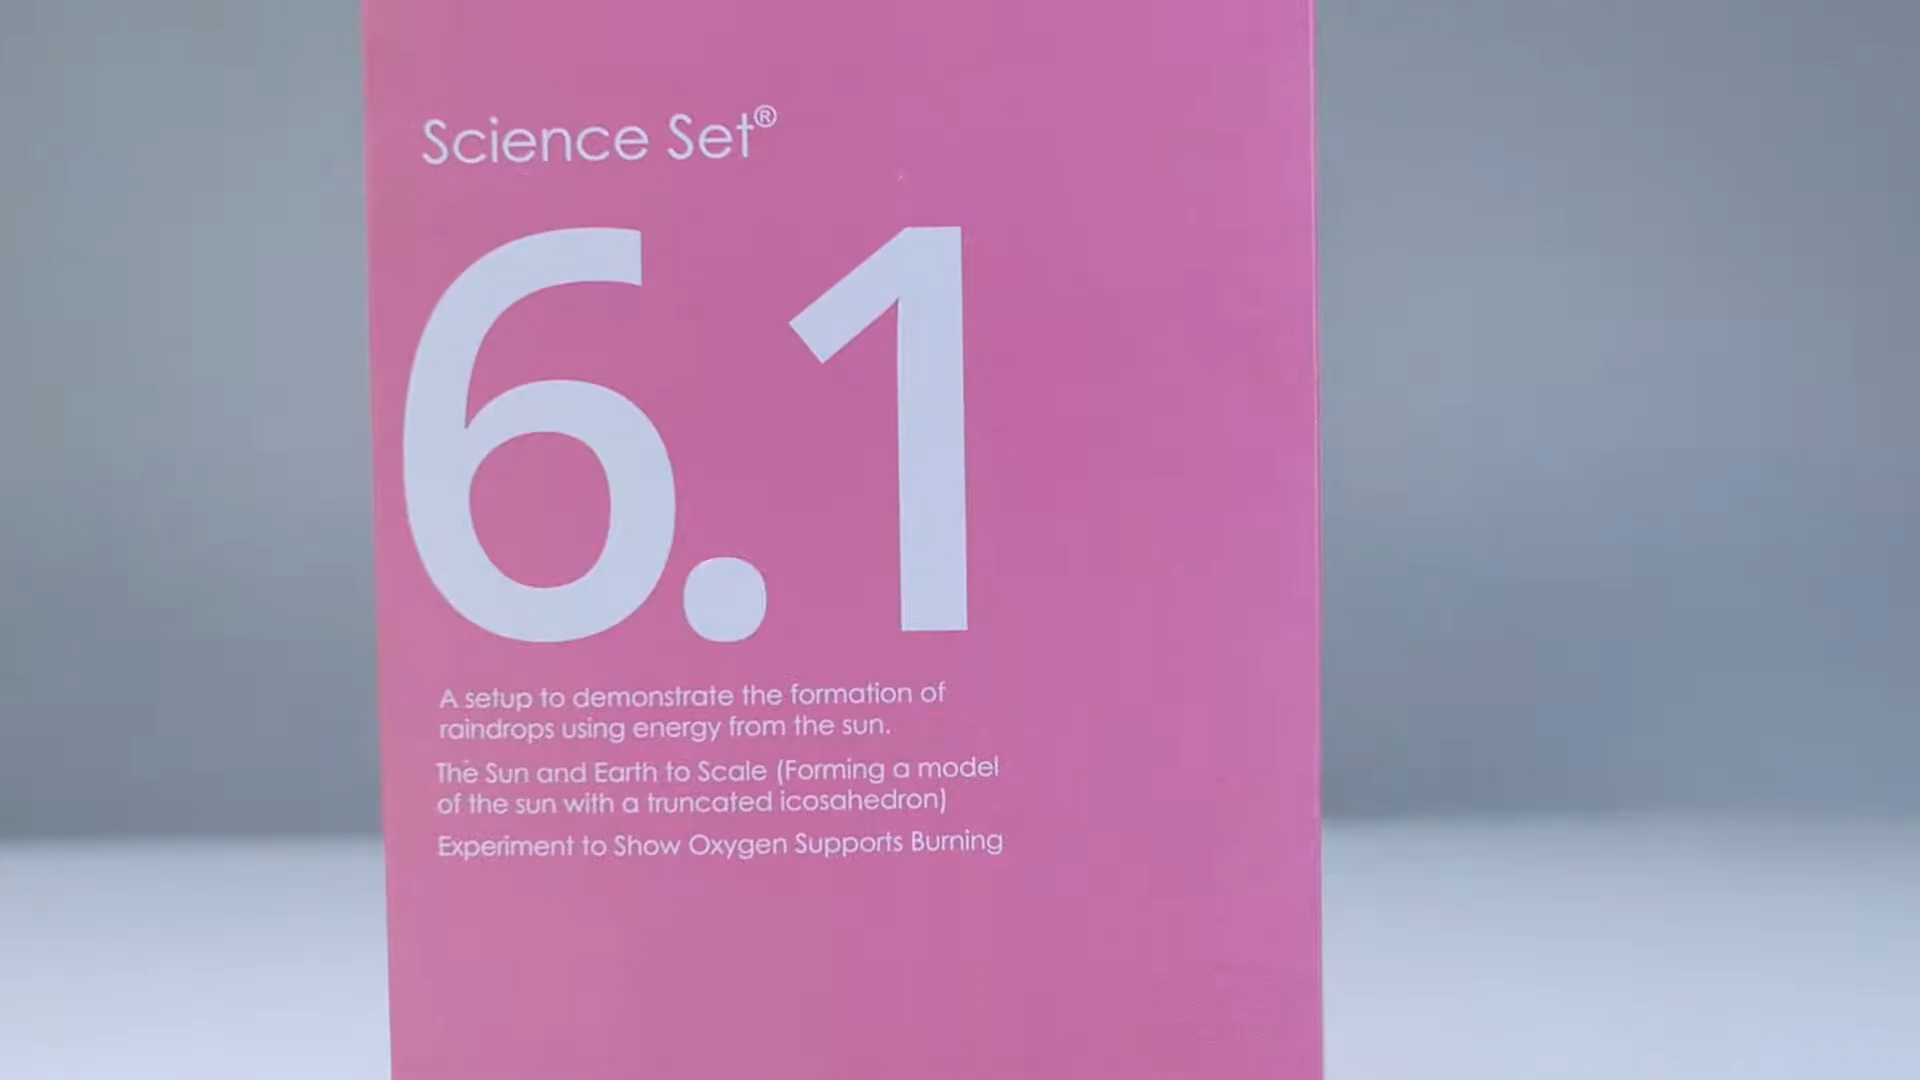 Science Set®
6.1
A setup to demonstrate the formation of
raindrops using energy from the sun.
The Sun and Earth to Scale (Forming a model
of the sun with a truncated icosahedron)
Experiment to Show Oxygen Supports Burning